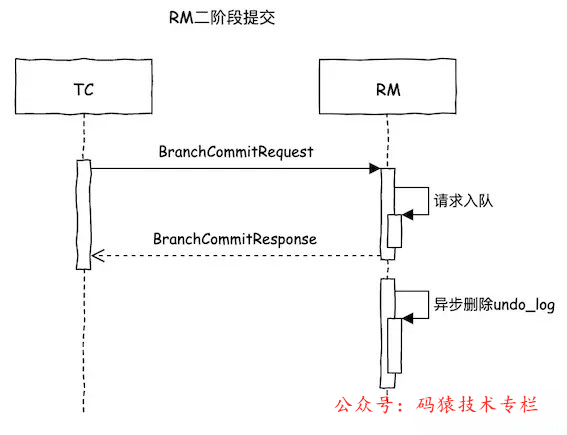 RM二阶段提交
TC
RM
BranchCommitRequest
请求入队
BranchCommitResponse
异步删除undo_log
公众号：码猿技术专栏